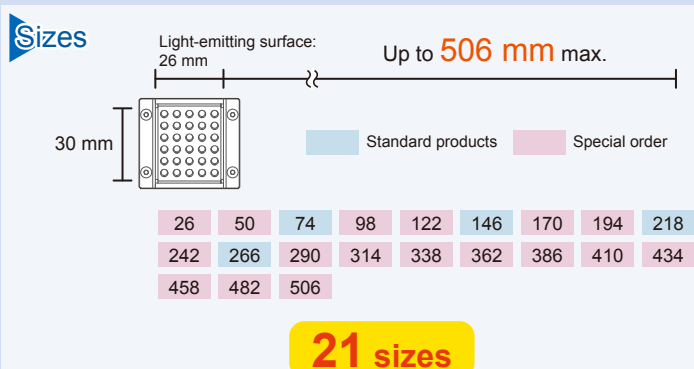 Sizes
Light-emitting surface:
26 mm
Up to 506 mm max.
30 mm
Standard products
Special order
26 50 74 98 122 146 170 194 218
242 266 290 314 338 362 386 410 434
458 482 506
21 sizes